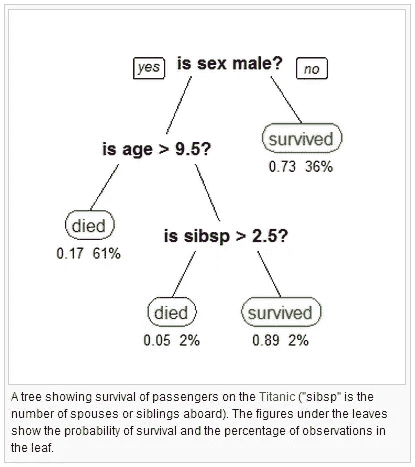 yes is sex male? no
is age > 9.5?
survived
0.73 36%
died
0.17 61%
is sibsp > 2.5?
died
0.05 2%
survived
0.89 2%
A tree showing survival of passengers on the Titanic ("sibsp" is the
number of spouses or siblings aboard). The figures under the leaves
show the probability of survival and the percentage of observations in
the leaf.